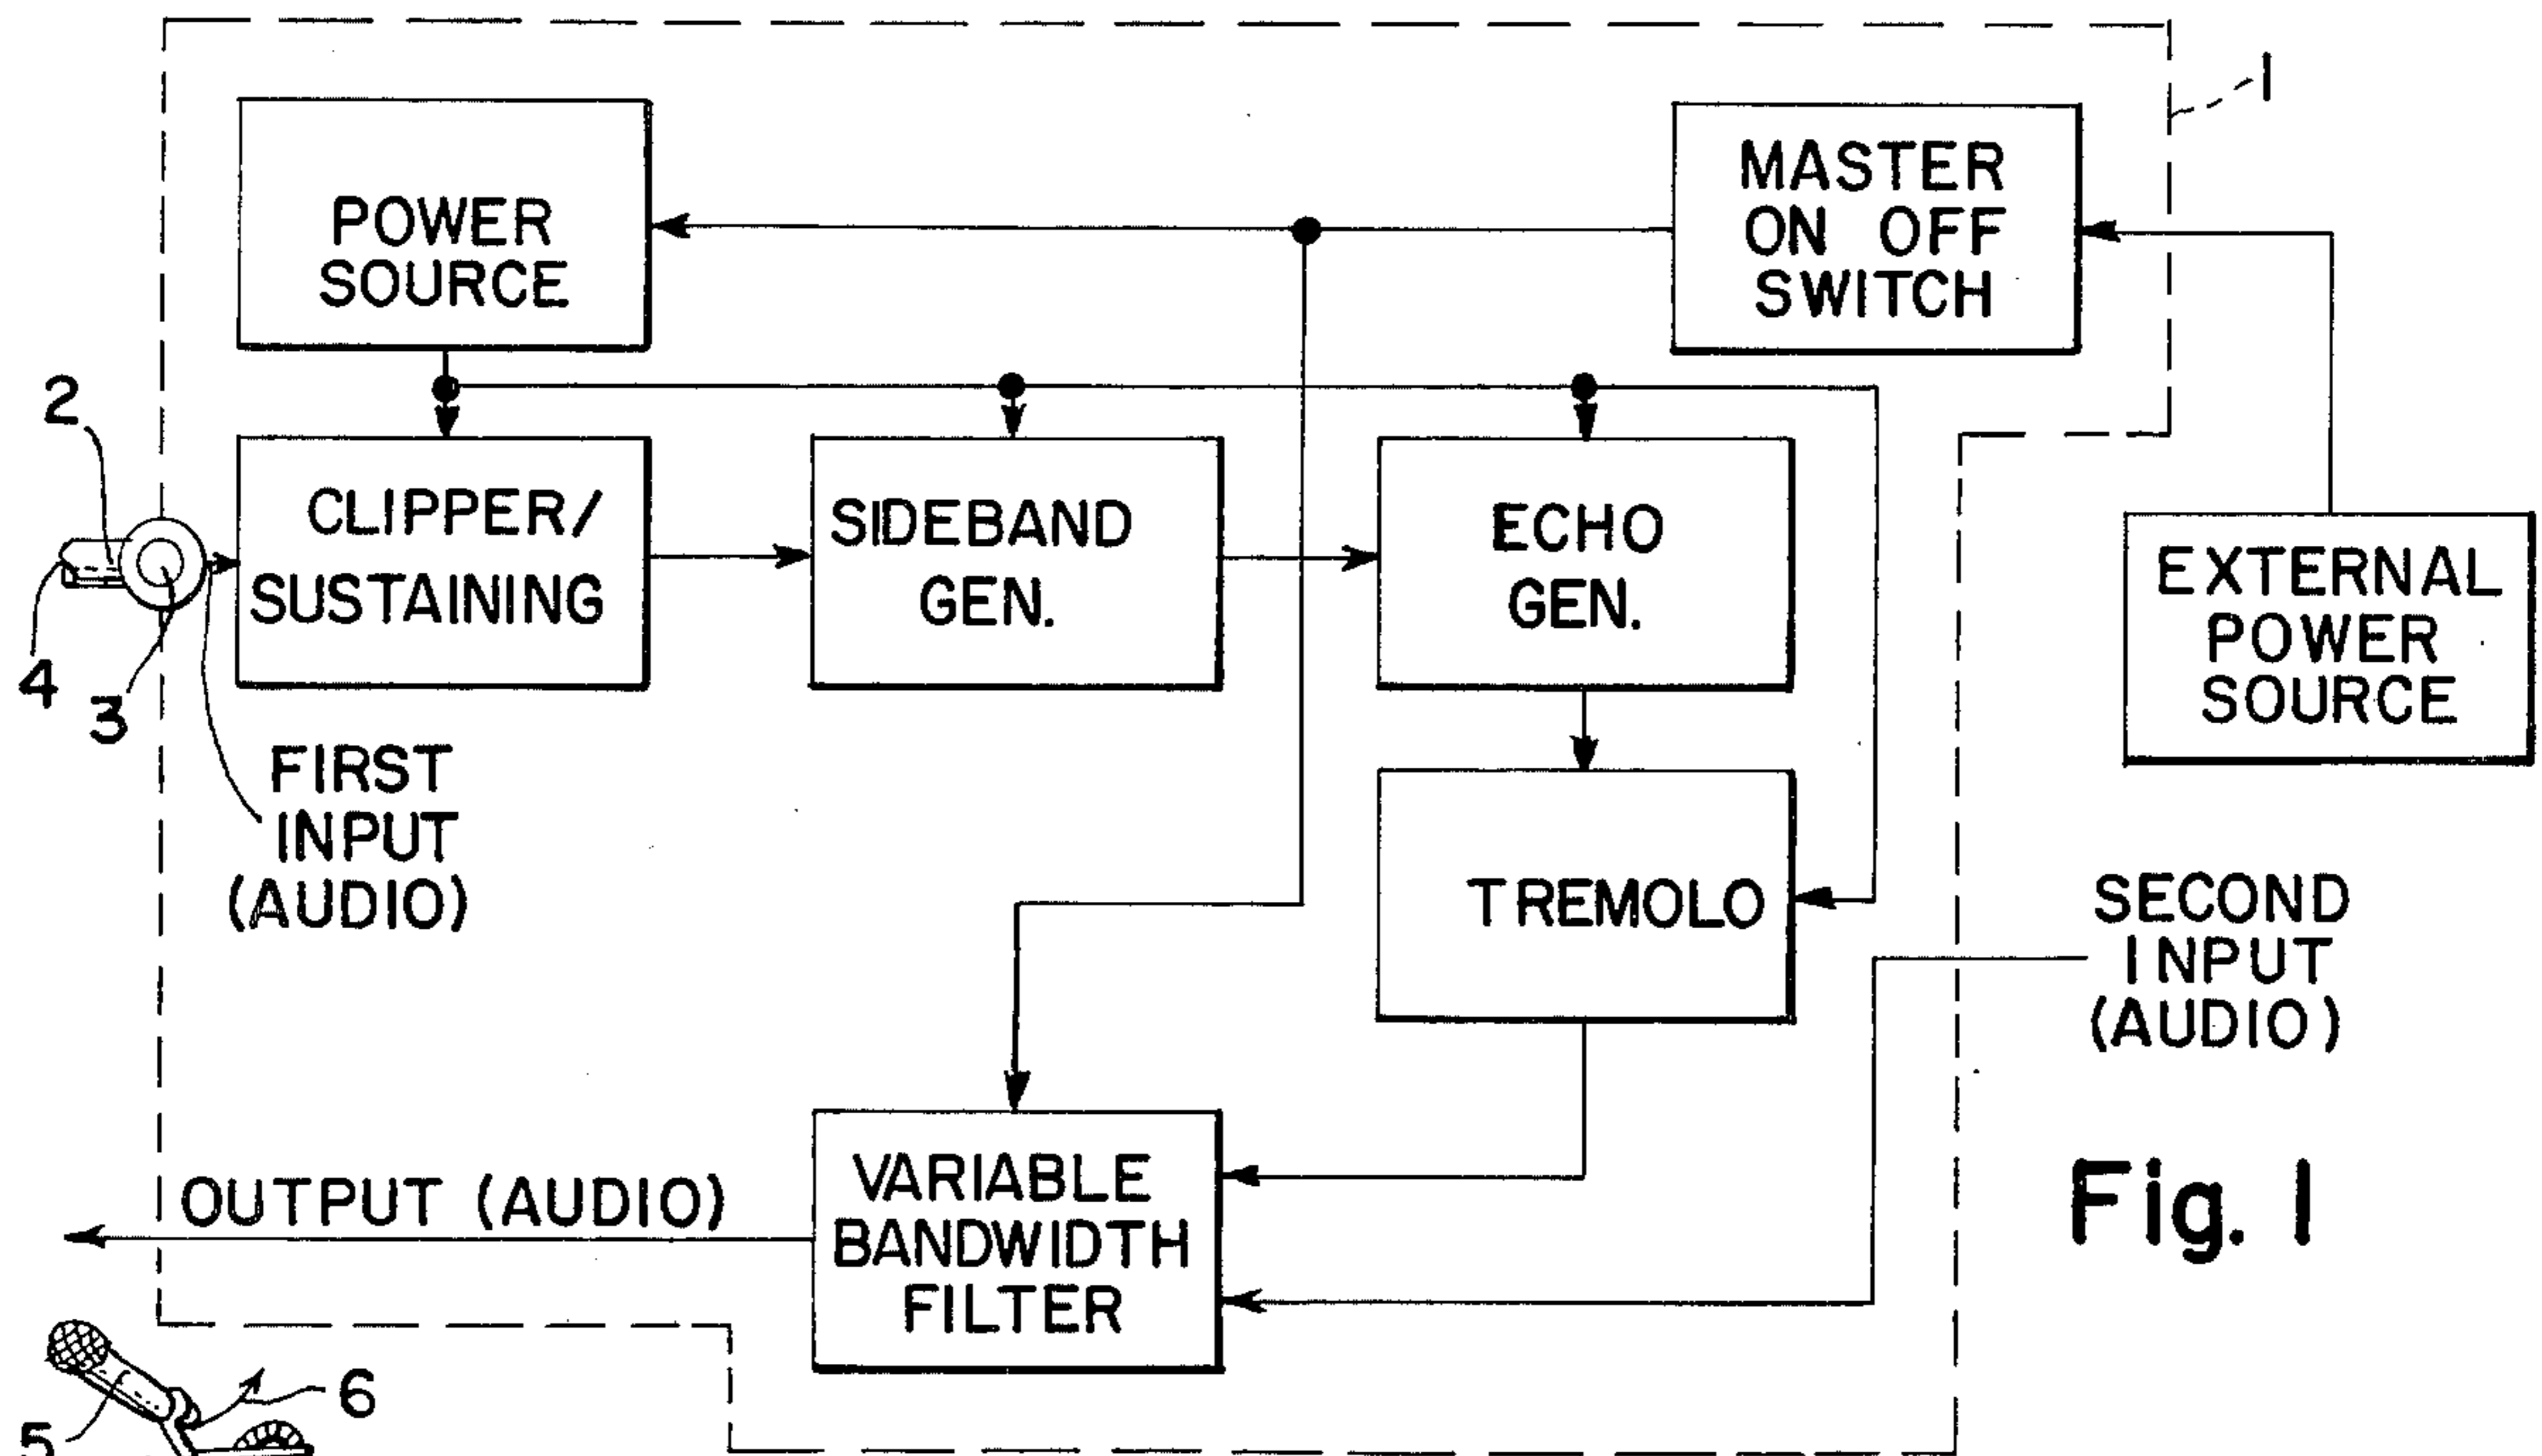 1
POWER
SOURCE
MASTER
ON OFF
SWITCH
2
CLIPPER/
SUSTAINING
SIDEBAND
GEN.
ECHO
GEN.
EXTERNAL
POWER
SOURCE
4
3
FIRST
INPUT
(AUDIO)
TREMOLO
SECOND
INPUT
(AUDIO)
OUTPUT (AUDIO)
VARIABLE
BANDWIDTH
FILTER
Fig. 1
6
5